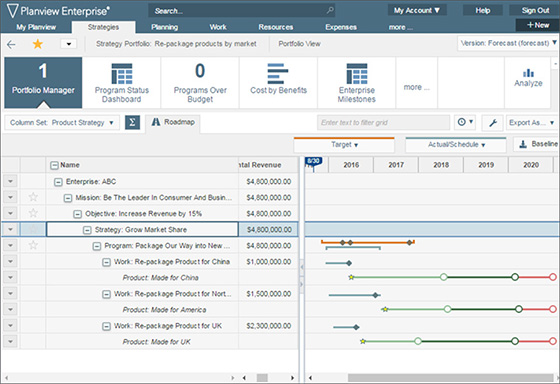 Planview Enterprise®
Search...
My Account ▼
Help
Sign Out
My Planview
Strategies
Planning
Work
Resources
Expenses
more ...
+ New
Strategy Portfolio: Re-package products by market
Portfolio View
Version: Forecast (forecast)
1
Portfolio Manager
Program Status Dashboard
0
Programs Over Budget
Cost by Benefits
Enterprise Milestones
more ...
Analyze
Column Set: Product Strategy
Σ
Roadmap
Enter text to filter grid
Export As...
Target
Actual/Schedule
Baseline
Name
tal Revenue
8/30
2016
2017
2018
2019
2020
Enterprise: ABC
$4,800,000.00
Mission: Be The Leader In Consumer And Busin...
$4,800,000.00
Objective: Increase Revenue by 15%
$4,800,000.00
Strategy: Grow Market Share
$4,800,000.00
Program: Package Our Way into New ...
$4,800,000.00
Work: Re-package Product for China
$1,000,000.00
Product: Made for China
Work: Re-package Product for Nort...
$1,500,000.00
Product: Made for America
Work: Re-package Product for UK
$2,300,000.00
Product: Made for UK